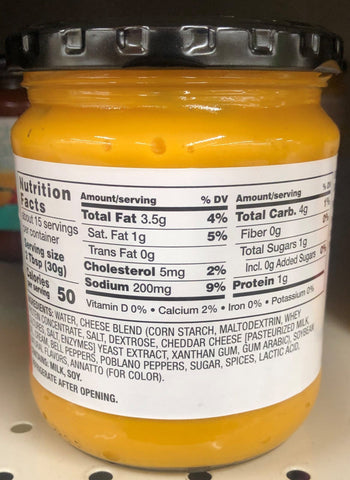 Nutrition
Facts
about 15 servings
per container
Serving size
2 Tbsp (30g)
Calories
per serving 50
Amount/serving % DV
Total Fat 3.5g 4%
Sat. Fat 1g 5%
Trans Fat 0g
Cholesterol 5mg 2%
Sodium 200mg 9%
Amount/serving % DV
Total Carb. 4g 1%
Fiber 0g 0%
Total Sugars 1g
Incl. 0g Added Sugars 0%
Protein 1g
Vitamin D 0% • Calcium 2% • Iron 0% • Potassium 0%
INGREDIENTS: WATER, CHEESE BLEND (CORN STARCH, MALTODEXTRIN, WHEY
CONCENTRATE, SALT, DEXTROSE, CHEDDAR CHEESE [PASTEURIZED MILK,
SALT, ENZYMES] YEAST EXTRACT, XANTHAN GUM, GUM ARABIC), SOYBEAN
CREAM, BELL PEPPERS, POBLANO PEPPERS, SUGAR, SPICES, LACTIC ACID,
FLAVORS, ANNATTO (FOR COLOR).
MILK, SOY.
REFRIGERATE AFTER OPENING.